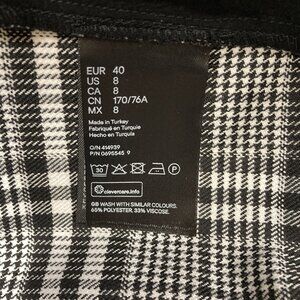 EUR 40
US 8
CA 8
CN 170/76A
MX 8
Made in Turkey
Fabriqué en Turquie
Hecho en Turquía
O/N 414939
P/N 0695545 9
30
P
clevercare.info
GB WASH WITH SIMILAR COLOURS.
65% POLYESTER, 33% VISCOSE,